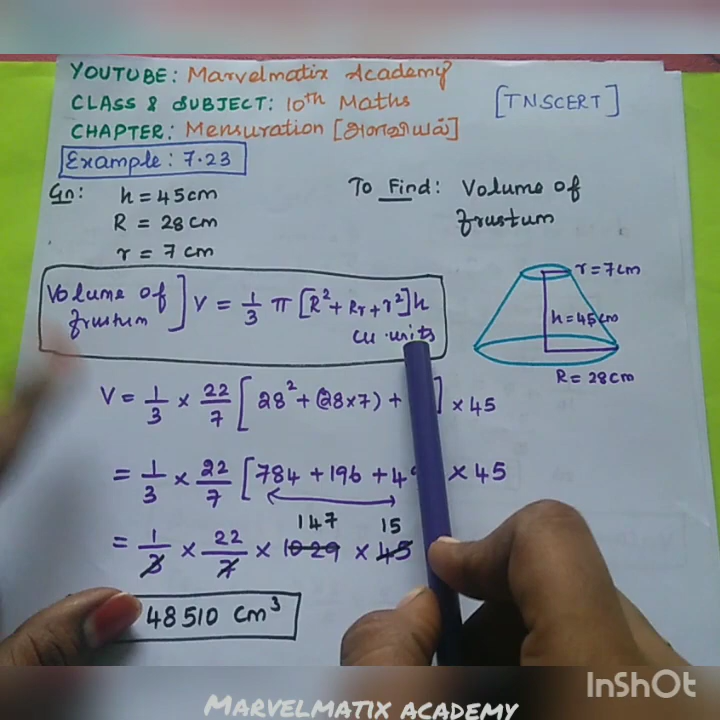 YOUTUBE: Marvelmatix Academy
CLASS & SUBJECT: 10th Maths
[TNSCERT]
CHAPTER: Mensuration [அளவியல்]
Example: 7.23
Gn: h = 45cm
R = 28cm
r = 7 cm
To Find: Volume of
frustum
Volume of
frustum ] V = 1/3 π [R² + Rr + r²] h
cu.units
r = 7cm
h = 45cm
R = 28cm
V = 1/3 × 22/7 [28² + (28×7) + ] × 45
= 1/3 × 22/7 [784 + 196 + 4 × 45
147 15
= 1/3 × 22/7 × 1029 × 45
48510 cm³
InShOt
MARVELMATIX ACADEMY